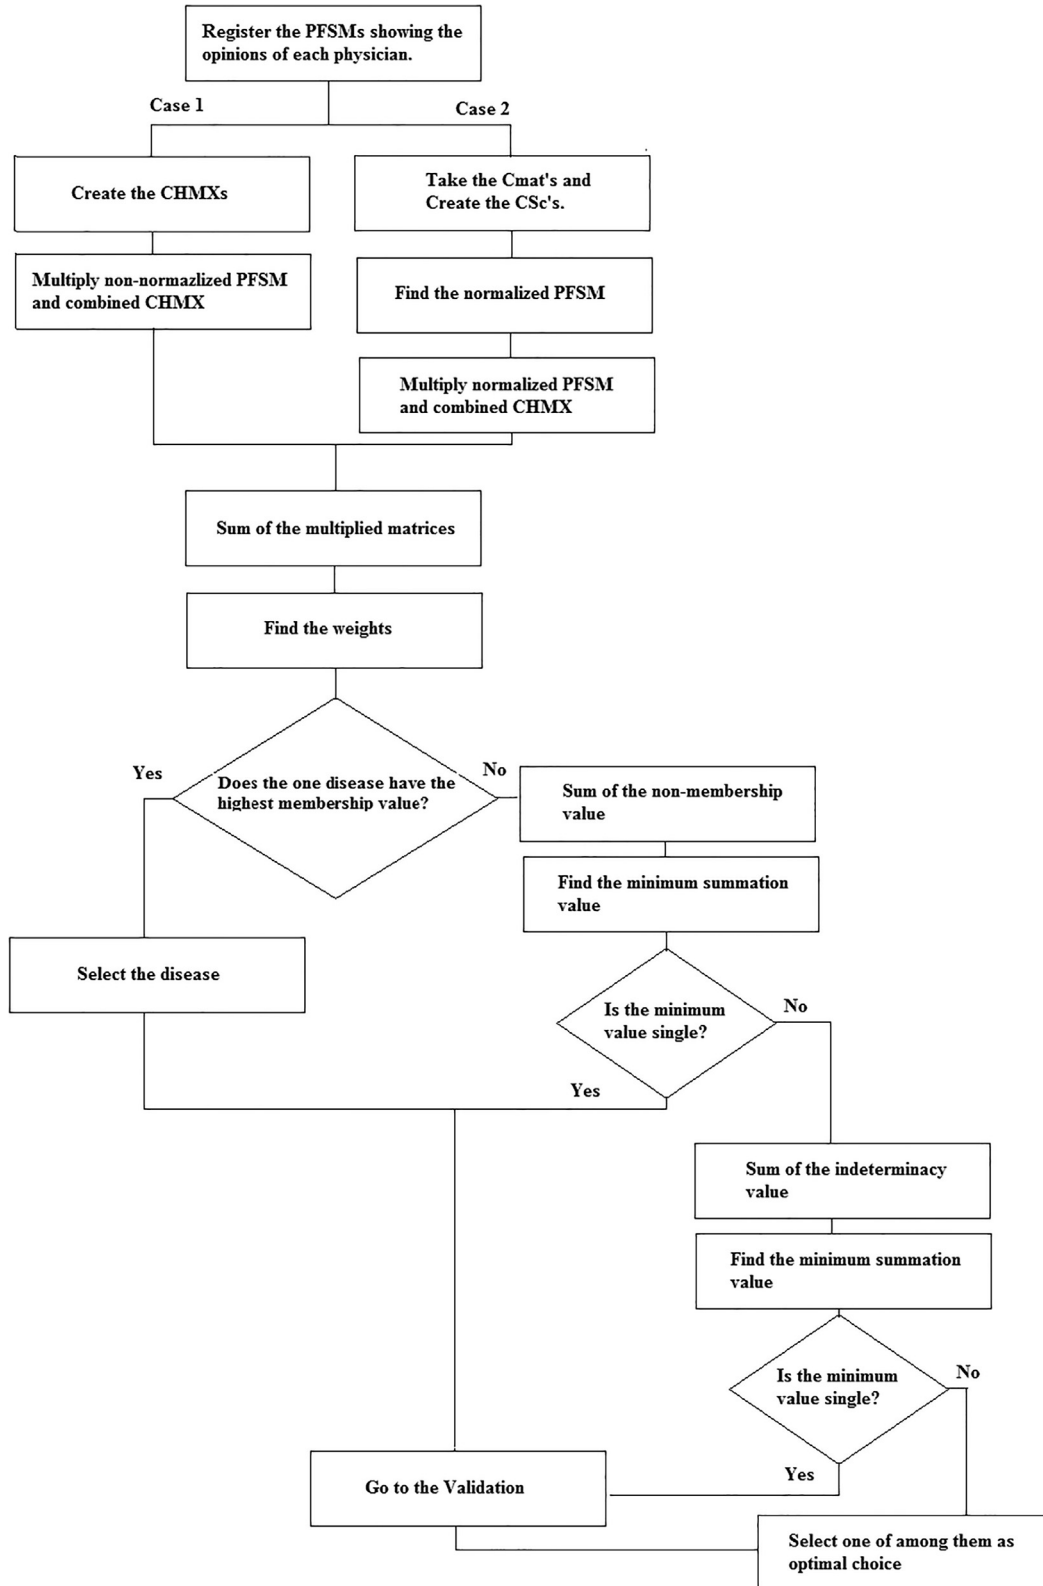 Register the PFSMs showing the
opinions of each physician.
Case 1
Case 2
Create the CHMXs
Take the Cmat's and
Create the CSc's.
Multiply non-normazlized PFSM
and combined CHMX
Find the normalized PFSM
Multiply normalized PFSM
and combined CHMX
Sum of the multiplied matrices
Find the weights
Yes
Does the one disease have the
highest membership value?
No
Sum of the non-membership
value
Find the minimum summation
value
Select the disease
Is the minimum
value single?
No
Yes
Sum of the indeterminacy
value
Find the minimum summation
value
Is the minimum
value single?
No
Yes
Go to the Validation
Select one of among them as
optimal choice